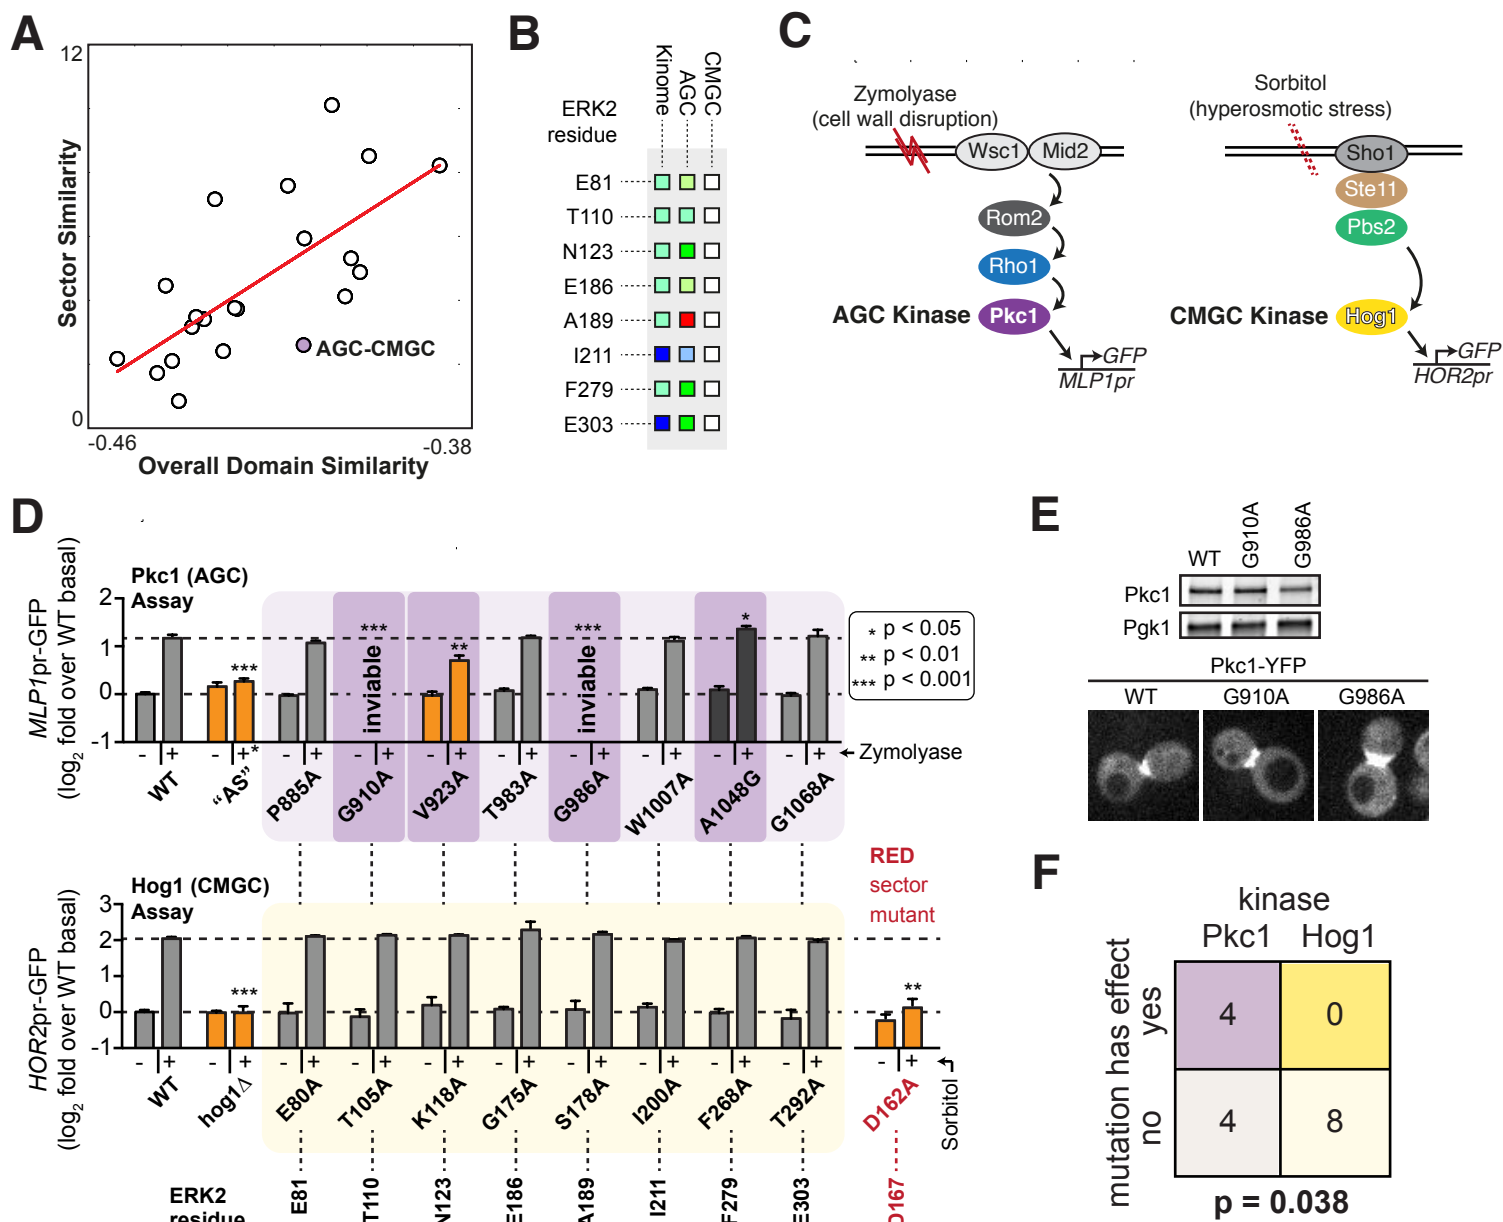 A
12
Sector Similarity
0
-0.46
-0.38
Overall Domain Similarity
AGC-CMGC
B
Kinome
AGC
CMGC
ERK2
residue
E81
T110
N123
E186
A189
I211
F279
E303
C
Zymolyase
(cell wall disruption)
Wsc1
Mid2
Rom2
Rho1
AGC Kinase
Pkc1
GFP
MLP1pr
Sorbitol
(hyperosmotic stress)
Sho1
Ste11
Pbs2
CMGC Kinase
Hog1
GFP
HOR2pr
D
Pkc1 (AGC)
Assay
MLP1pr-GFP
(log2 fold over WT basal)
2
1
0
-1
***
***
inviable
**
***
inviable
*
* p < 0.05
** p < 0.01
*** p < 0.001
- + - +* - + - + - + - + - + - + - + - +
Zymolyase
WT
"AS"
P885A
G910A
V923A
T983A
G986A
W1007A
A1048G
G1068A
Hog1 (CMGC)
Assay
HOR2pr-GFP
(log2 fold over WT basal)
3
2
1
0
-1
***
RED
sector
mutant
**
- + - + - + - + - + - + - + - + - + - + - +
Sorbitol
WT
hog1Δ
E80A
T105A
K118A
G175A
S178A
I200A
F268A
T292A
D162A
ERK2
residue
E81
T110
N123
E186
A189
I211
F279
E303
D167
E
WT
G910A
G986A
Pkc1
Pgk1
Pkc1-YFP
WT
G910A
G986A
F
kinase
Pkc1
Hog1
mutation has effect
yes
no
4
0
4
8
p = 0.038